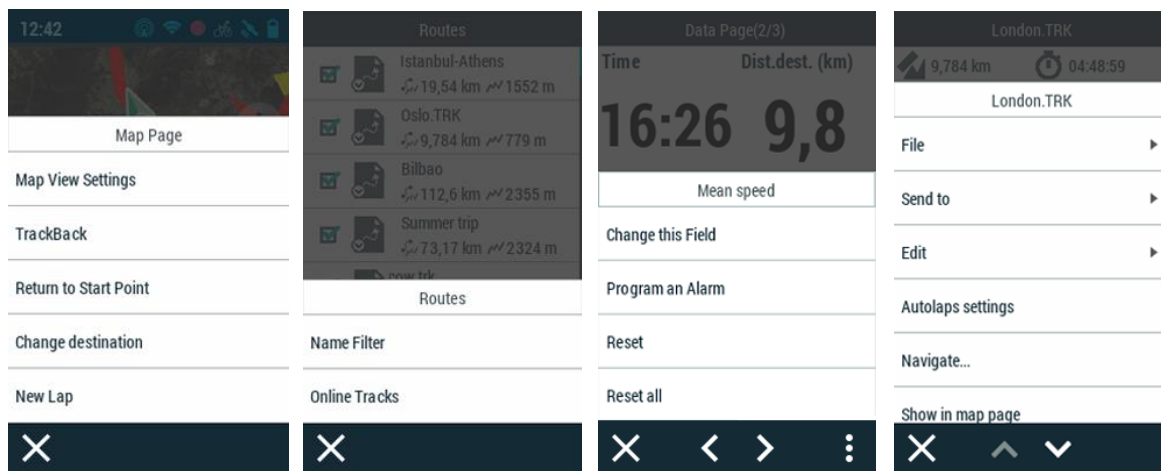 12:42
Map Page
Map View Settings
TrackBack
Return to Start Point
Change destination
New Lap
Routes
Istanbul-Athens
19,54 km 1552 m
Oslo.TRK
9,784 km 779 m
Bilbao
112,6 km 2355 m
Summer trip
73,17 km 2324 m
cow.trk
Routes
Name Filter
Online Tracks
Data Page(2/3)
Time Dist.dest. (km)
16:26 9,8
Mean speed
Change this Field
Program an Alarm
Reset
Reset all
London.TRK
9,784 km 04:48:59
London.TRK
File
Send to
Edit
Autolaps settings
Navigate...
Show in map page